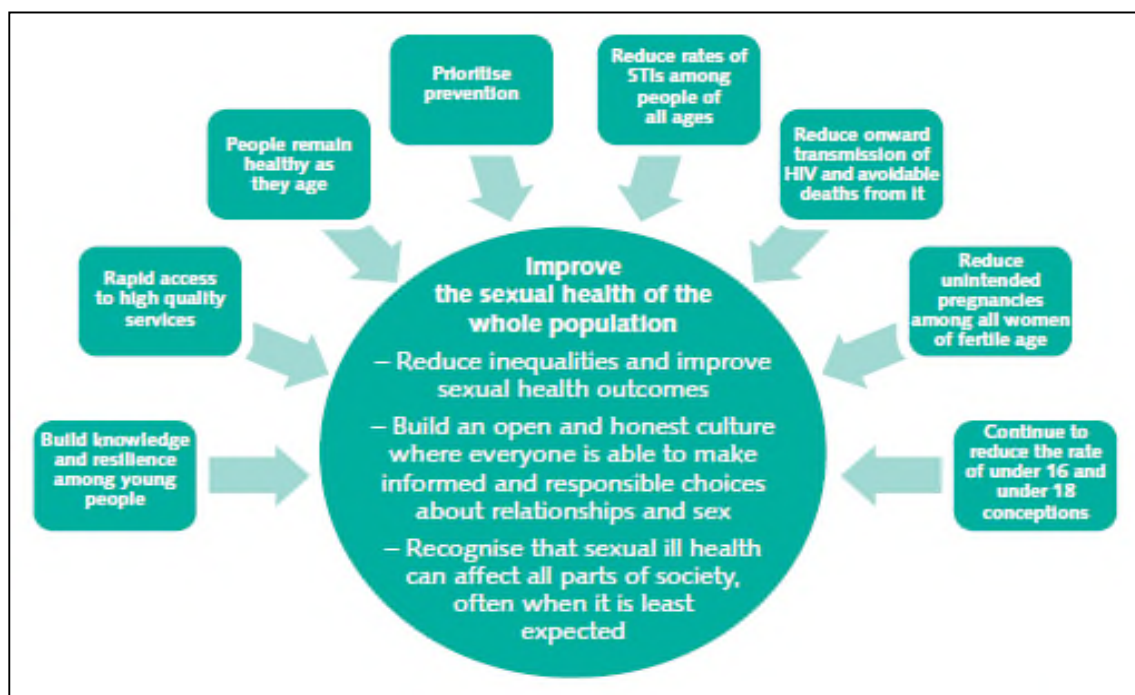 Build knowledge
and resilience
among young
people
Rapid access
to high quality
services
People remain
healthy as
they age
Prioritise
prevention
Reduce rates of
STIs among
people of
all ages
Reduce onward
transmission of
HIV and avoidable
deaths from it
Reduce
unintended
pregnancies
among all women
of fertile age
Continue to
reduce the rate
of under 16 and
under 18
conceptions
Improve
the sexual health of the
whole population
– Reduce inequalities and improve
sexual health outcomes
– Build an open and honest culture
where everyone is able to make
informed and responsible choices
about relationships and sex
– Recognise that sexual ill health
can affect all parts of society,
often when it is least
expected